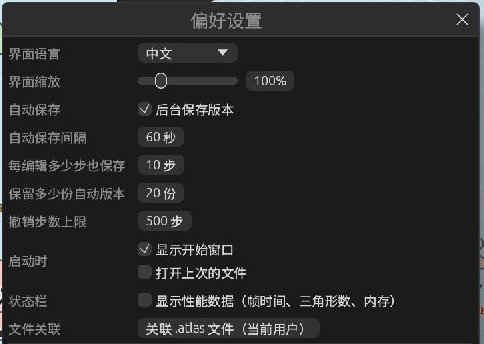 偏好设置
界面语言 中文
界面缩放 100%
自动保存 后台保存版本
自动保存间隔 60 秒
每编辑多少步也保存 10 步
保留多少份自动版本 20 份
撤销步数上限 500 步
启动时 显示开始窗口
打开上次的文件
状态栏 显示性能数据（帧时间、三角形数、内存）
文件关联 关联 .atlas 文件（当前用户）